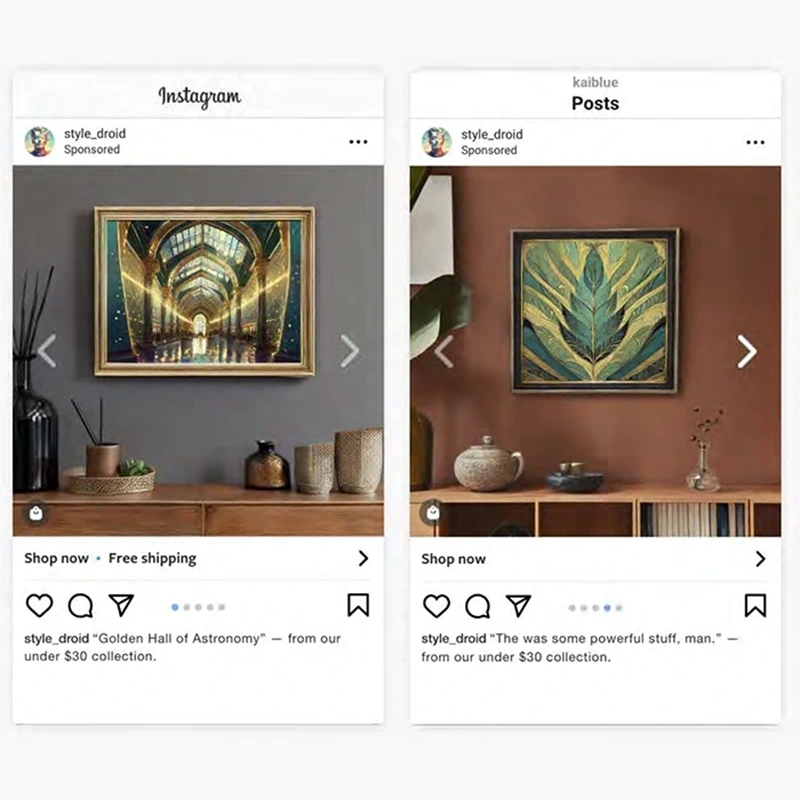 Instagram
style_droid
Sponsored
Shop now • Free shipping
style_droid “Golden Hall of Astronomy” — from our
under $30 collection.
kaiblue
Posts
style_droid
Sponsored
Shop now
style_droid “The was some powerful stuff, man.” —
from our under $30 collection.